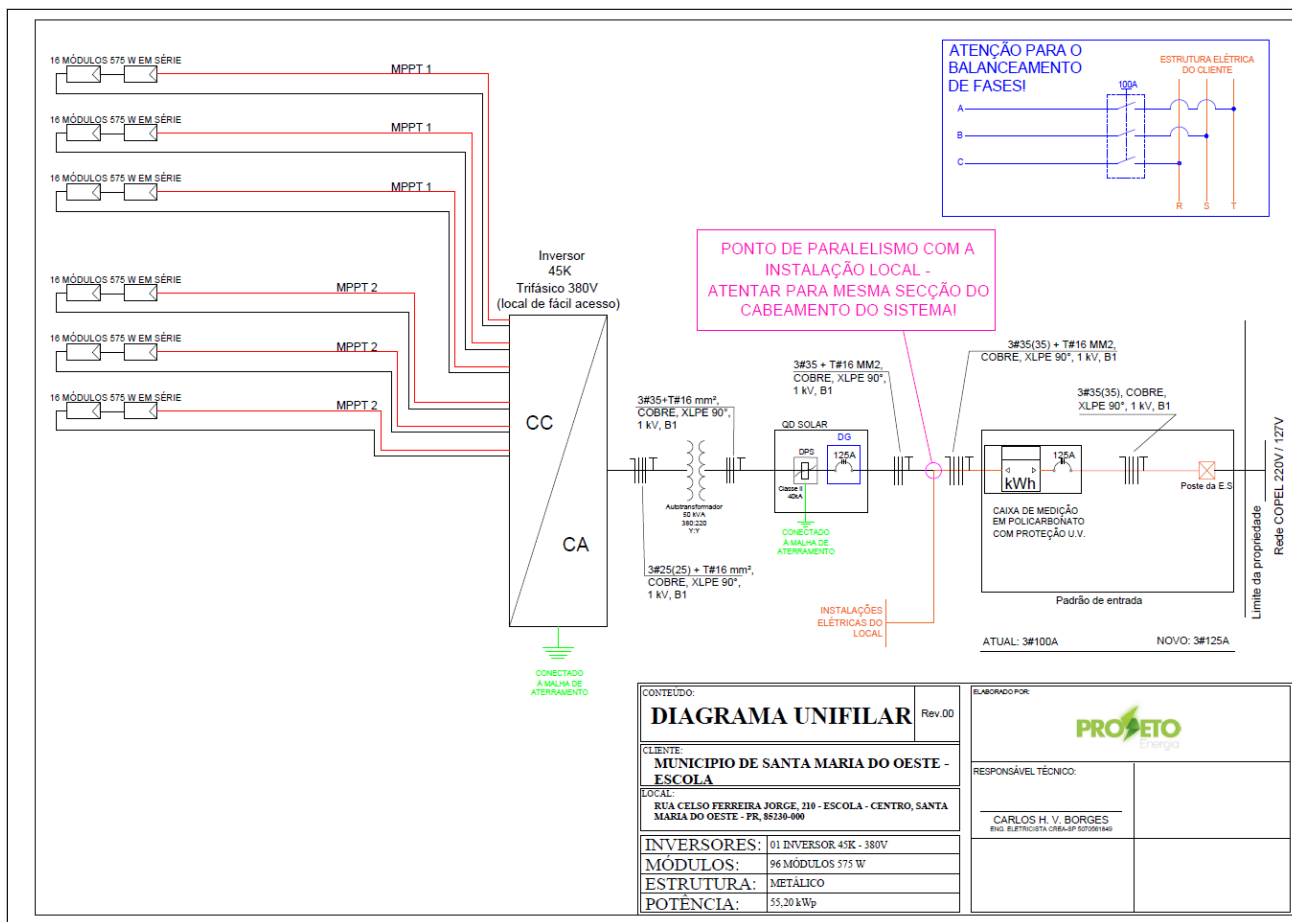 16 MÓDULOS 575 W EM SÉRIE
MPPT 1
16 MÓDULOS 575 W EM SÉRIE
MPPT 1
16 MÓDULOS 575 W EM SÉRIE
MPPT 1
16 MÓDULOS 575 W EM SÉRIE
MPPT 2
16 MÓDULOS 575 W EM SÉRIE
MPPT 2
16 MÓDULOS 575 W EM SÉRIE
MPPT 2
ATENÇÃO PARA O
BALANCEAMENTO
DE FASES!
ESTRUTURA ELÉTRICA
DO CLIENTE
100A
A
B
C
R S T
Inversor
45K
Trifásico 380V
(local de fácil acesso)
CC
CA
CONECTADO
À MALHA DE
ATERRAMENTO
PONTO DE PARALELISMO COM A
INSTALAÇÃO LOCAL -
ATENTAR PARA MESMA SECÇÃO DO
CABEAMENTO DO SISTEMA!
3#25(25) + T#16 mm²,
COBRE, XLPE 90°,
1 kV, B1
3#35+T#16 mm²,
COBRE, XLPE 90°,
1 kV, B1
Autotransformador
50 kVA
380:220
Y:Y
QD SOLAR
DG
DPS
125A
Classe II
40kA
CONECTADO
À MALHA DE
ATERRAMENTO
3#35 + T#16 MM2,
COBRE, XLPE 90°,
1 kV, B1
3#35(35) + T#16 MM2,
COBRE, XLPE 90°, 1 kV, B1
3#35(35), COBRE,
XLPE 90°, 1 kV, B1
INSTALAÇÕES
ELÉTRICAS DO
LOCAL
kWh
125A
CAIXA DE MEDIÇÃO
EM POLICARBONATO
COM PROTEÇÃO U.V.
Poste da E.S
Padrão de entrada
Limite da propriedade
Rede COPEL 220V / 127V
ATUAL: 3#100A
NOVO: 3#125A
CONTEÚDO:
DIAGRAMA UNIFILAR
Rev.00
CLIENTE:
MUNICIPIO DE SANTA MARIA DO OESTE -
ESCOLA
LOCAL:
RUA CELSO FERREIRA JORGE, 210 - ESCOLA - CENTRO, SANTA
MARIA DO OESTE - PR, 85230-000
INVERSORES: 01 INVERSOR 45K - 380V
MÓDULOS: 96 MÓDULOS 575 W
ESTRUTURA: METÁLICO
POTÊNCIA: 55,20 kWp
ELABORADO POR:
PROJETO
Energia
RESPONSÁVEL TÉCNICO:
CARLOS H. V. BORGES
ENG. ELETRICISTA CREA-SP 5070561649